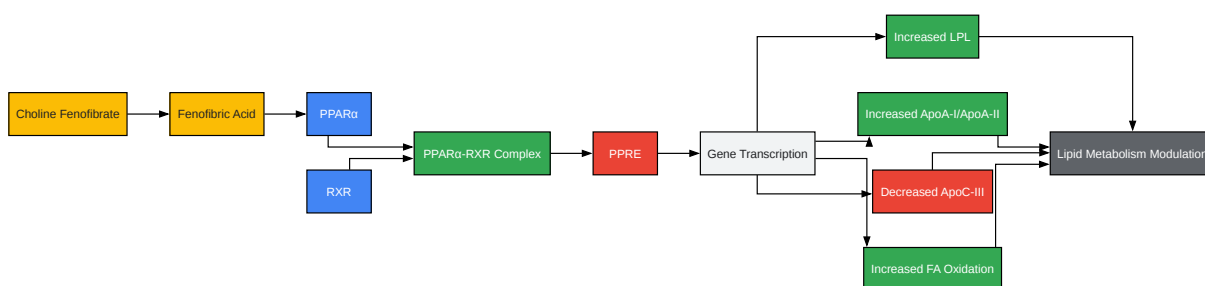 Choline Fenofibrate
Fenofibric Acid
PPARα
RXR
PPARα-RXR Complex
PPRE
Gene Transcription
Increased LPL
Increased ApoA-I/ApoA-II
Decreased ApoC-III
Increased FA Oxidation
Lipid Metabolism Modulation